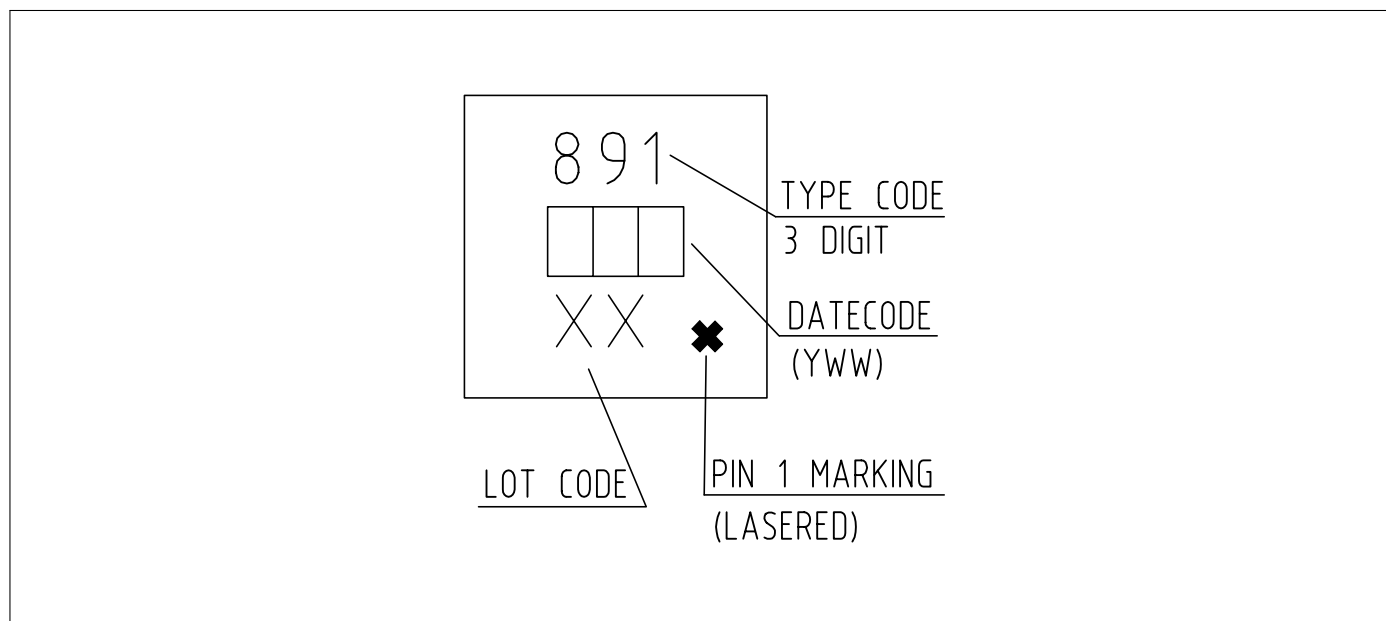 891
TYPE CODE
3 DIGIT
XX
DATECODE
(YWW)
LOT CODE
PIN 1 MARKING
(LASERED)